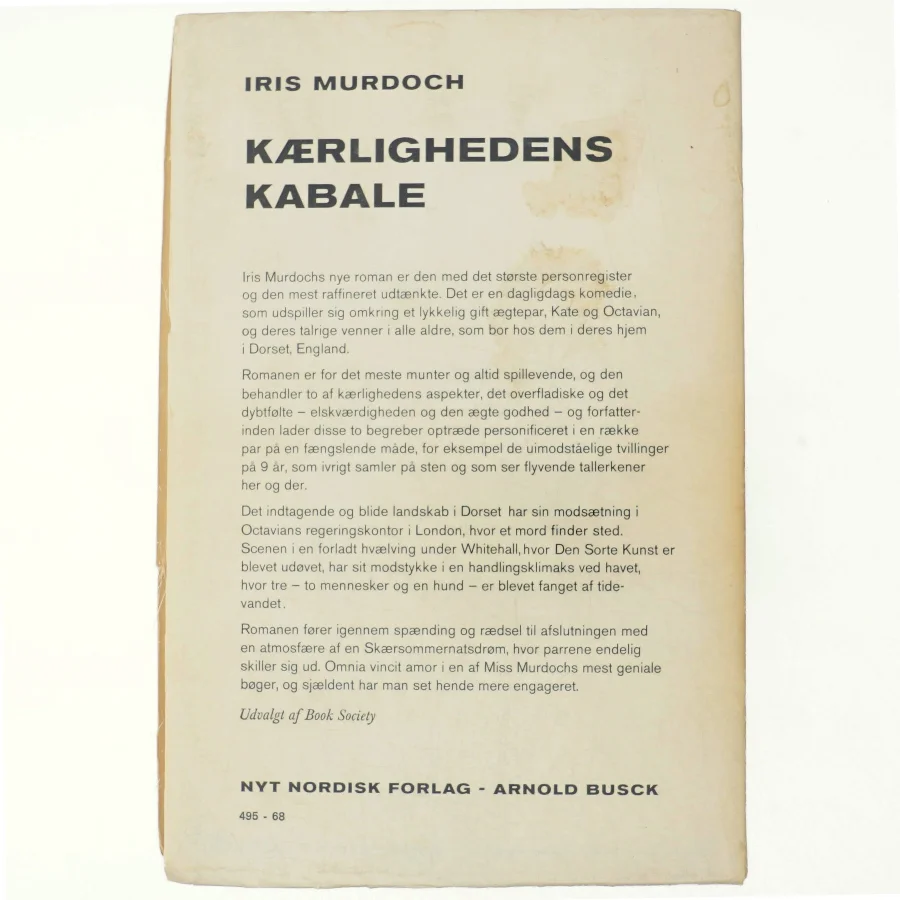 IRIS MURDOCH
KÆRLIGHEDENS
KABALE
Iris Murdochs nye roman er den med det største personregister
og den mest raffineret udtænkte. Det er en dagligdags komedie,
som udspiller sig omkring et lykkelig gift ægtepar, Kate og Octavian,
og deres talrige venner i alle aldre, som bor hos dem i deres hjem
i Dorset, England.
Romanen er for det meste munter og altid spillevende, og den
behandler to af kærlighedens aspekter, det overfladiske og det
dybtfølte – elskværdigheden og den ægte godhed – og forfatter-
inden lader disse to begreber optræde personificeret i en række
par på en fængslende måde, for eksempel de uimodståelige tvillinger
på 9 år, som ivrigt samler på sten og som ser flyvende tallerkener
her og der.
Det indtagende og blide landskab i Dorset har sin modsætning i
Octavians regeringskontor i London, hvor et mord finder sted.
Scenen i en forladt hvælving under Whitehall, hvor Den Sorte Kunst er
blevet udøvet, har sit modstykke i en handlingsklimaks ved havet,
hvor tre – to mennesker og en hund – er blevet fanget af tide-
vandet.
Romanen fører igennem spænding og rædsel til afslutningen med
en atmosfære af en Skærsommernatsdrøm, hvor parrene endelig
skiller sig ud. Omnia vincit amor i en af Miss Murdochs mest geniale
bøger, og sjældent har man set hende mere engageret.
Udvalgt af Book Society
NYT NORDISK FORLAG - ARNOLD BUSCK
495 - 68